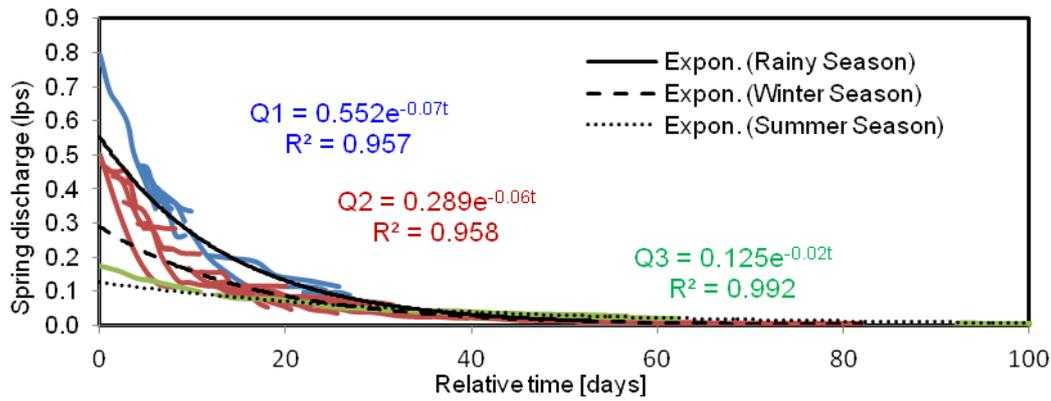 0.9
0.8
0.7
0.6
0.5
0.4
0.3
0.2
0.1
0.0
Spring discharge (lps)
Expon. (Rainy Season)
Expon. (Winter Season)
Expon. (Summer Season)
Q1 = 0.552e^-0.07t
R² = 0.957
Q2 = 0.289e^-0.06t
R² = 0.958
Q3 = 0.125e^-0.02t
R² = 0.992
0 20 40 60 80 100
Relative time [days]